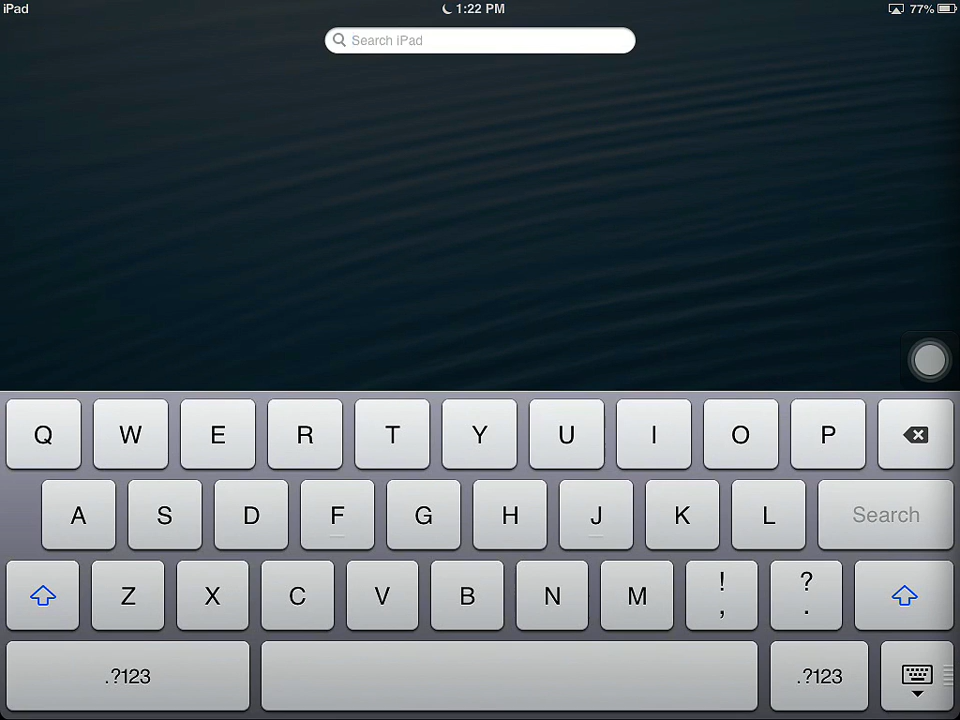 iPad 1:22 PM 77%
Search iPad
Q W E R T Y U I O P
A S D F G H J K L Search
Z X C V B N M ! , ? .
.?123 .?123